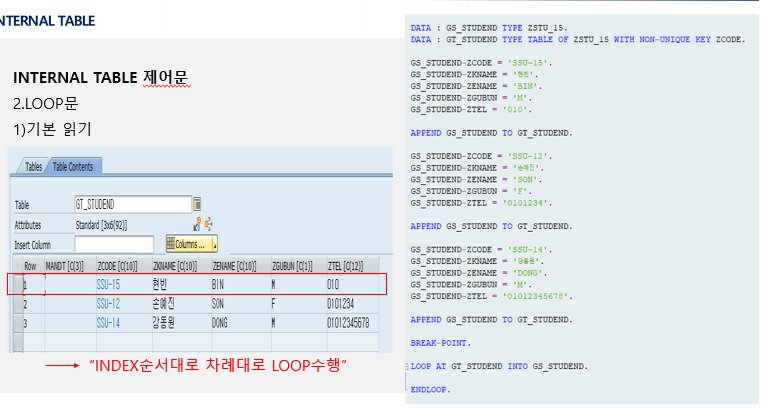 NTERNAL TABLE
INTERNAL TABLE 제어문
2.LOOP문
1)기본 읽기
Tables Table Contents
Table GT_STUDEND
Attributes Standard [3x6(92)]
Insert Column Columns ...
Row MANDT [C(3)] ZCODE [C(10)] ZKNAME [C(10)] ZENAME [C(10)] ZGUBUN [C(1)] ZTEL [C(12)]
1 SSU-15 현빈 BIN M 010
2 SSU-12 손예진 SON F 0101234
3 SSU-14 강동원 DONG M 01012345678
“INDEX순서대로 차례대로 LOOP수행”
DATA : GS_STUDEND TYPE ZSTU_15.
DATA : GT_STUDEND TYPE TABLE OF ZSTU_15 WITH NON-UNIQUE KEY ZCODE.
GS_STUDEND-ZCODE = 'SSU-15'.
GS_STUDEND-ZKNAME = '현빈'.
GS_STUDEND-ZENAME = 'BIN'.
GS_STUDEND-ZGUBUN = 'M'.
GS_STUDEND-ZTEL = '010'.
APPEND GS_STUDEND TO GT_STUDEND.
GS_STUDEND-ZCODE = 'SSU-12'.
GS_STUDEND-ZKNAME = '손예진'.
GS_STUDEND-ZENAME = 'SON'.
GS_STUDEND-ZGUBUN = 'F'.
GS_STUDEND-ZTEL = '0101234'.
APPEND GS_STUDEND TO GT_STUDEND.
GS_STUDEND-ZCODE = 'SSU-14'.
GS_STUDEND-ZKNAME = '강동원'.
GS_STUDEND-ZENAME = 'DONG'.
GS_STUDEND-ZGUBUN = 'M'.
GS_STUDEND-ZTEL = '01012345678'.
APPEND GS_STUDEND TO GT_STUDEND.
BREAK-POINT.
LOOP AT GT_STUDEND INTO GS_STUDEND.
ENDLOOP.